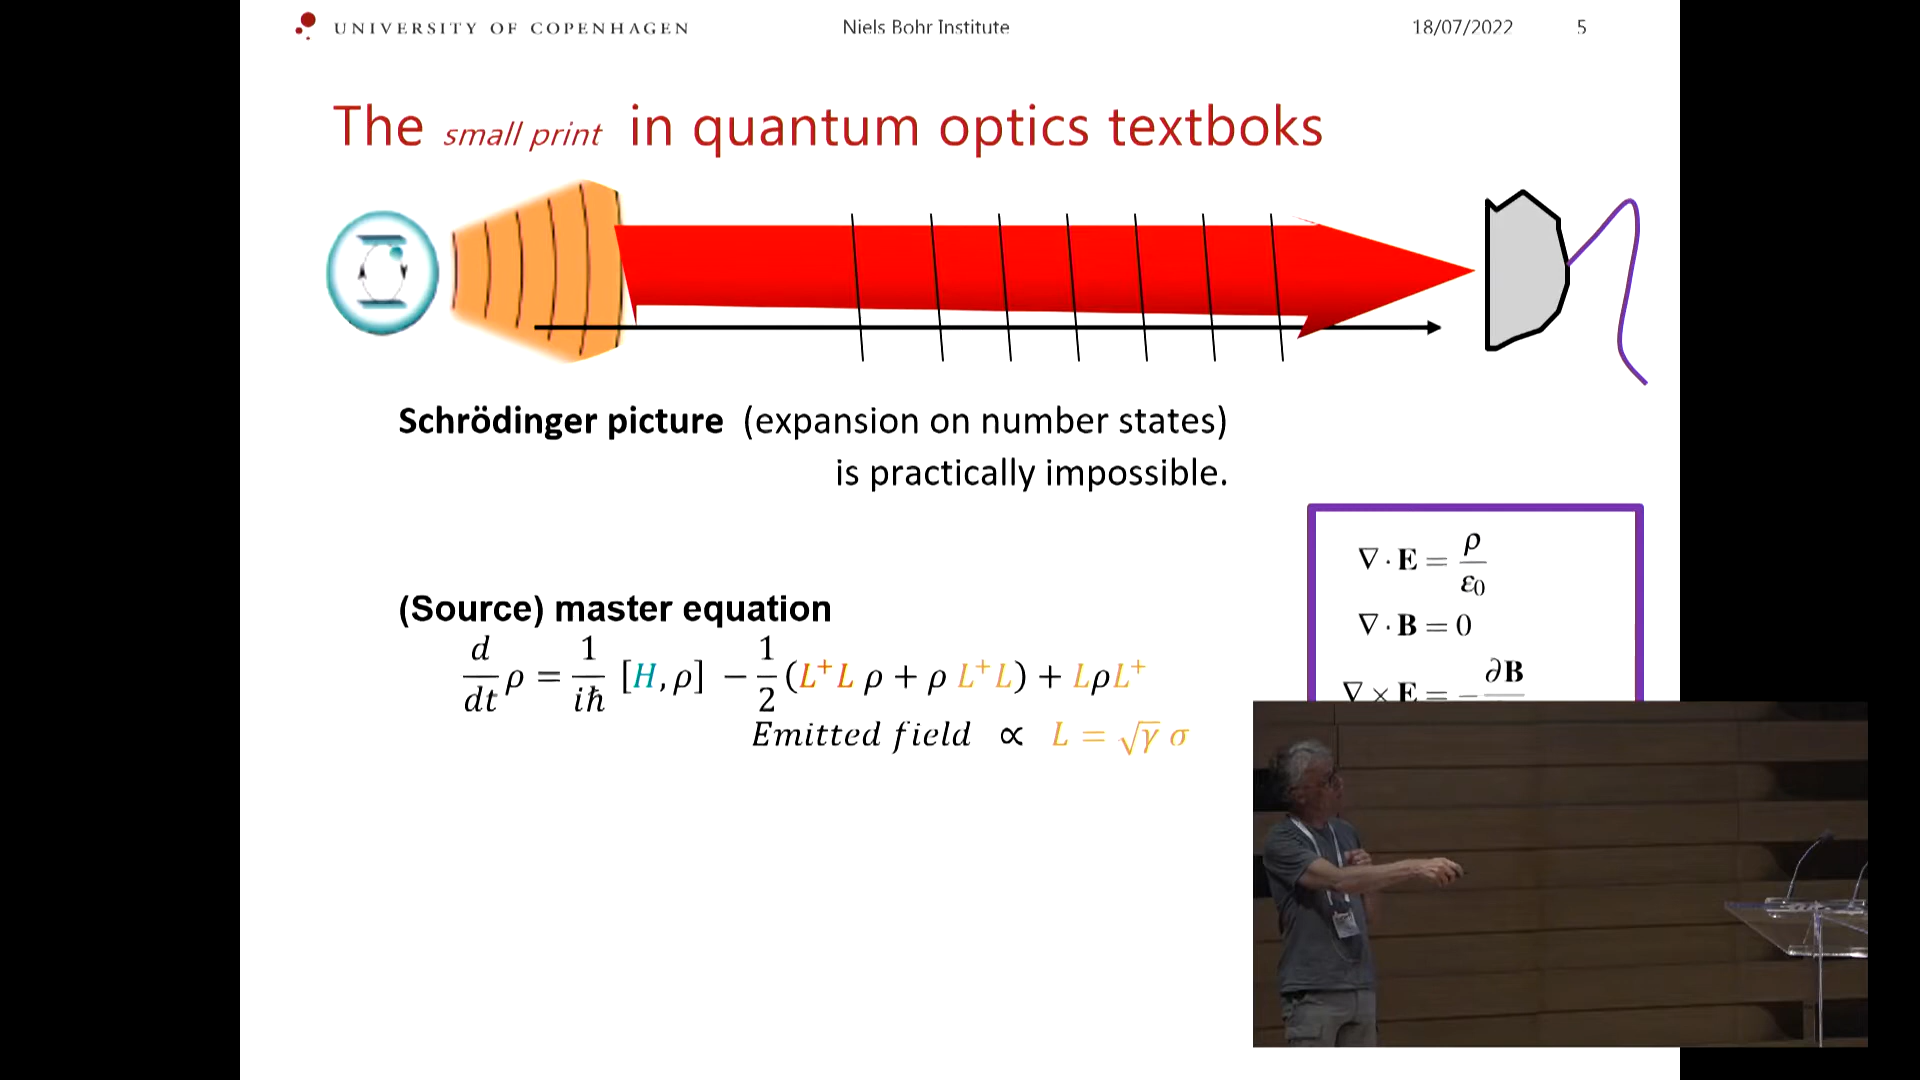 UNIVERSITY OF COPENHAGEN Niels Bohr Institute 18/07/2022 5
The small print in quantum optics textboks
Schrödinger picture (expansion on number states)
is practically impossible.
(Source) master equation
d/dt ρ = 1/iħ [H,ρ] − 1/2 (L⁺L ρ + ρ L⁺L) + LρL⁺
Emitted field ∝ L = √γ σ
∇ · E = ρ/ε₀
∇ · B = 0
∇ × E = − ∂B